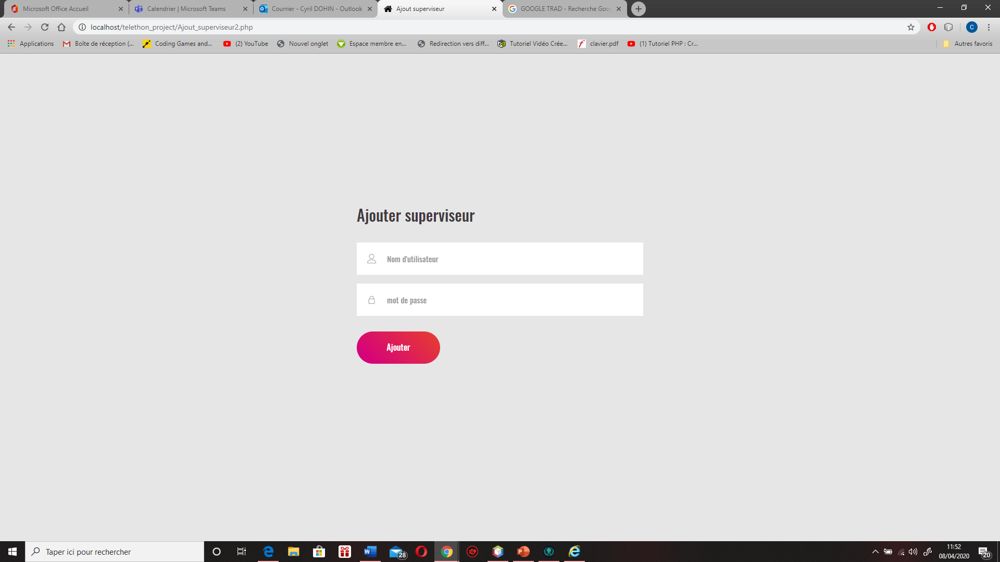 Microsoft Office Accueil
Calendrier | Microsoft Teams
Courrier - Cyril DOHIN - Outlook
Ajout superviseur
GOOGLE TRAD - Recherche Goo
localhost/telethon_project/Ajout_superviseur2.php
C
Applications
Boîte de réception (...
Coding Games and...
(2) YouTube
Nouvel onglet
Espace membre en...
Redirection vers diff...
Tutoriel Vidéo Crée...
clavier.pdf
(1) Tutoriel PHP : Cr...
Autres favoris
Ajouter superviseur
Nom d'utilisateur
mot de passe
Ajouter
Taper ici pour rechercher
28
11:52
08/04/2020
20